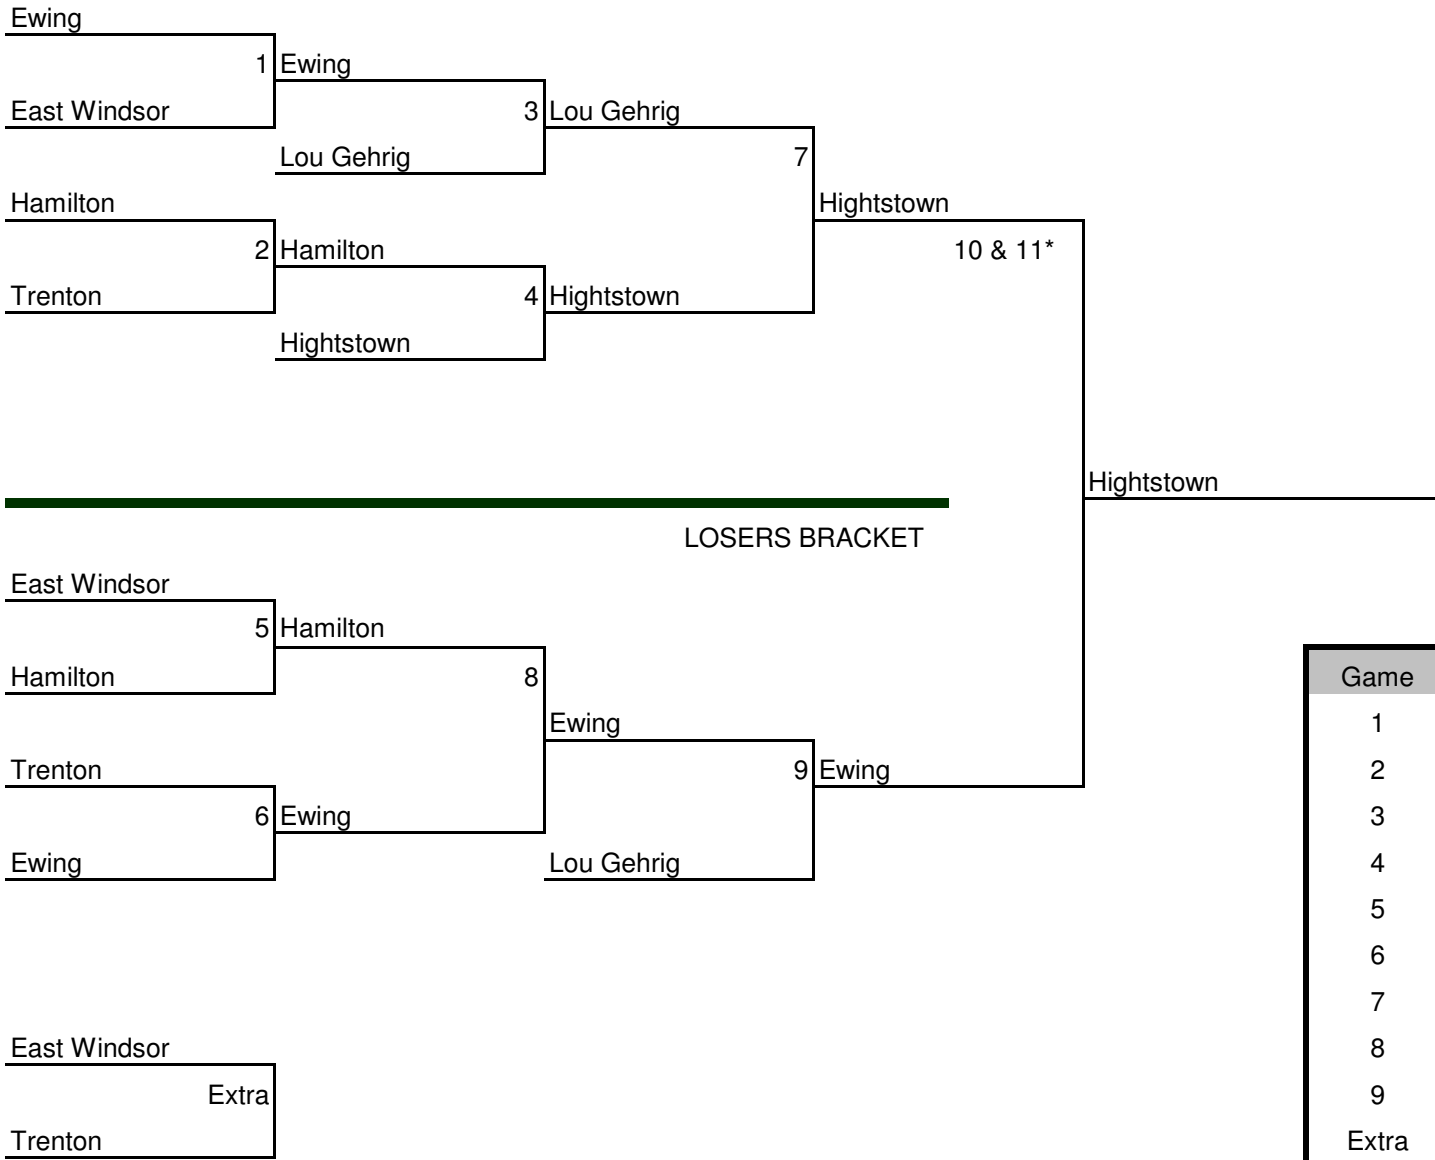 Ewing
1 Ewing
East Windsor 3 Lou Gehrig
Lou Gehrig 7
Hamilton Hightstown
2 Hamilton 10 & 11*
Trenton 4 Hightstown
Hightstown
Hightstown
LOSERS BRACKET
East Windsor
5 Hamilton
Hamilton 8 Game
Ewing 1
Trenton 9 Ewing 2
6 Ewing 3
Ewing Lou Gehrig 4
5
6
7
East Windsor 8
Extra 9
Trenton Extra